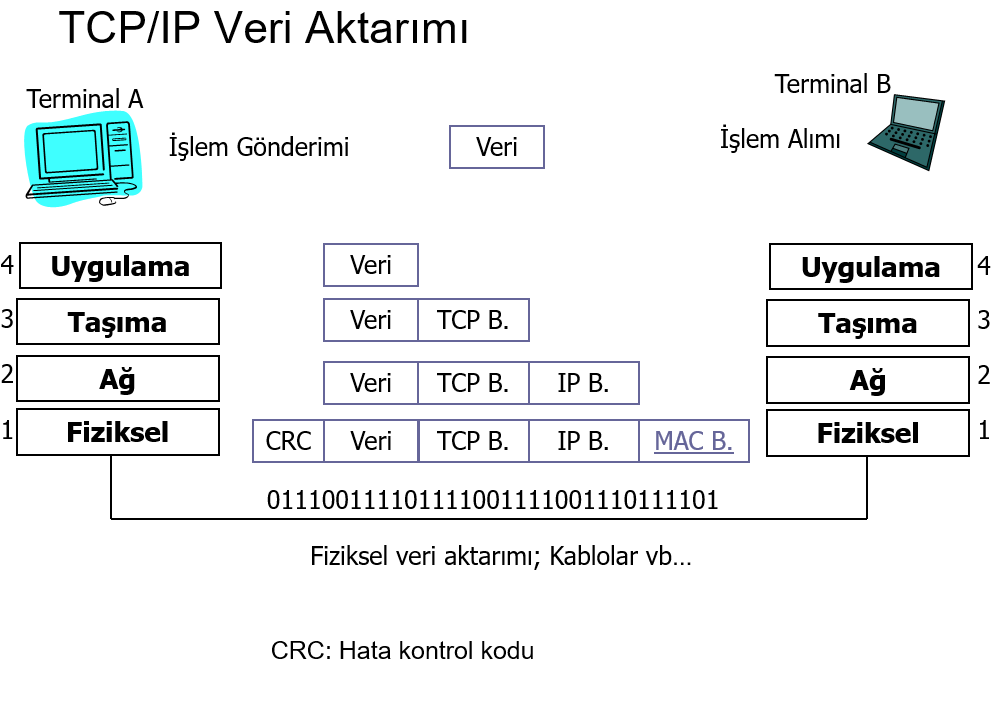 TCP/IP Veri Aktarımı
Terminal A
Terminal B
İşlem Gönderimi
Veri
İşlem Alımı
4 Uygulama Veri Uygulama 4
3 Taşıma Veri TCP B. Taşıma 3
2 Ağ Veri TCP B. IP B. Ağ 2
1 Fiziksel CRC Veri TCP B. IP B. MAC B. Fiziksel 1
0111001111011110011110011101​11101
Fiziksel veri aktarımı; Kablolar vb...
CRC: Hata kontrol kodu